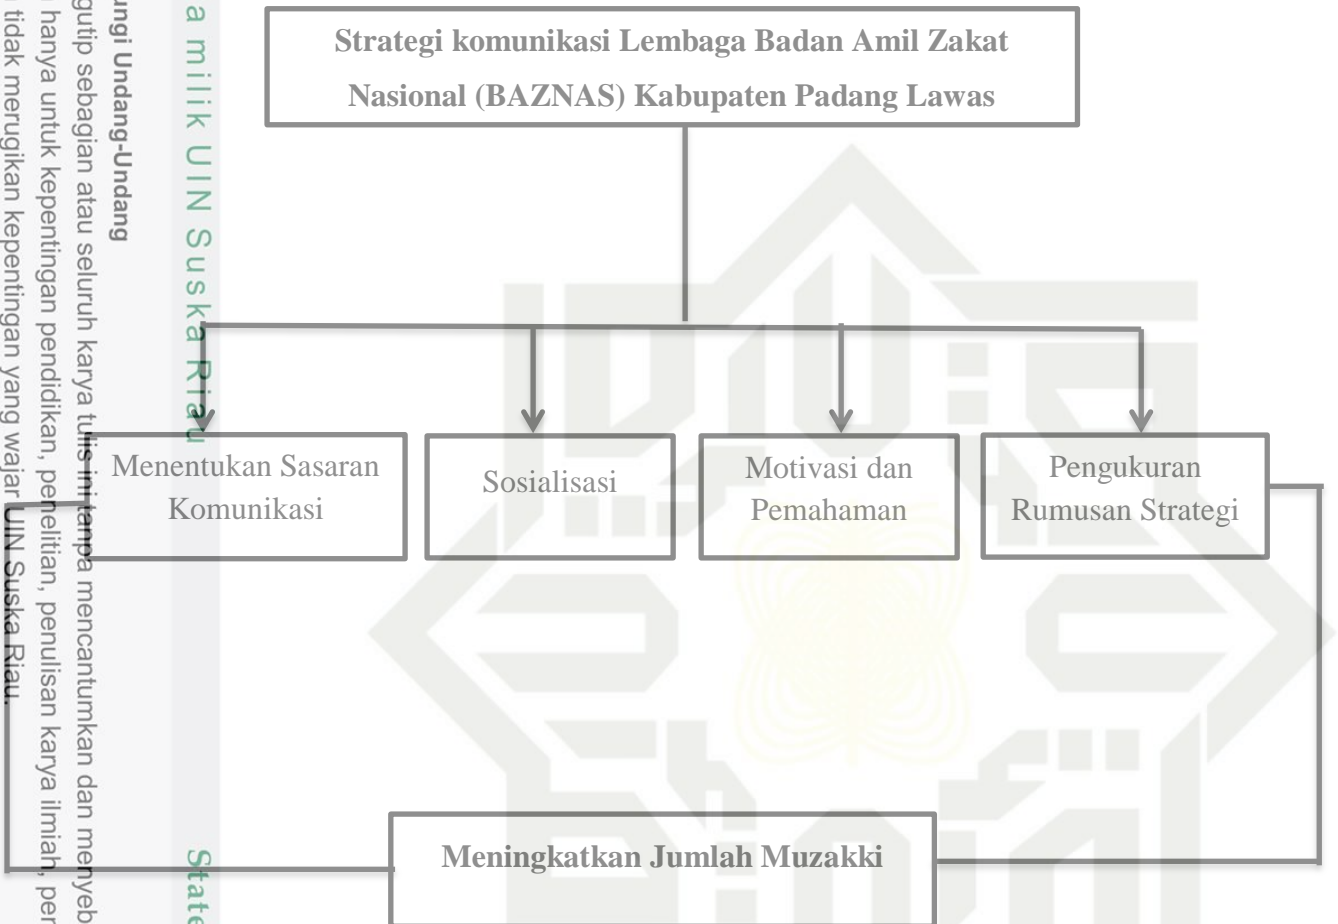 Strategi komunikasi Lembaga Badan Amil Zakat
Nasional (BAZNAS) Kabupaten Padang Lawas
Menentukan Sasaran
Komunikasi
Sosialisasi
Motivasi dan
Pemahaman
Pengukuran
Rumusan Strategi
Meningkatkan Jumlah Muzakki
a milik UIN Suska Riau
State
ungi Undang-Undang
gutip sebagian atau seluruh karya tulis ini tanpa mencantumkan dan menyeb
hanya untuk kepentingan pendidikan, penelitian, penulisan karya ilmiah, pen
tidak merugikan kepentingan yang wajar UIN Suska Riau.